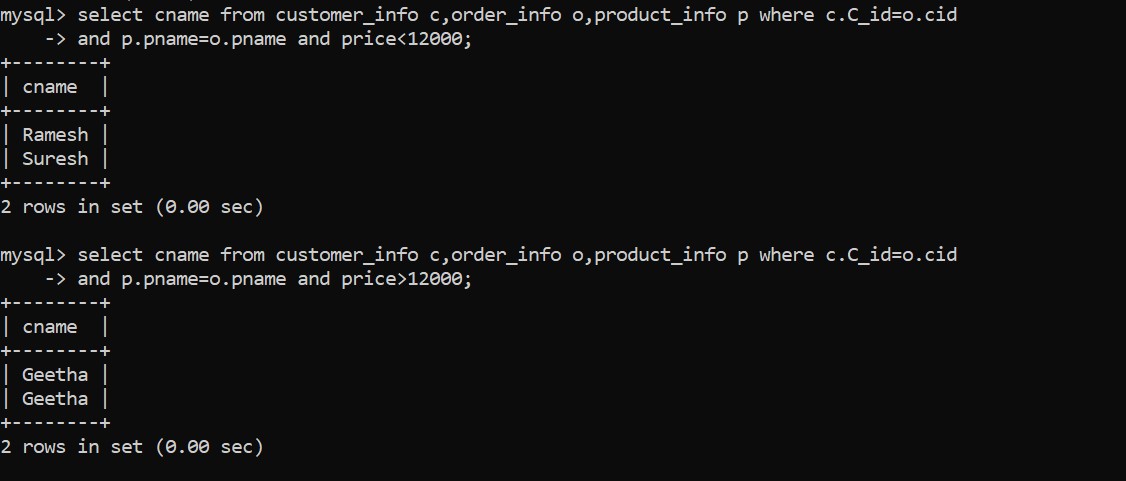 mysql> select cname from customer_info c,order_info o,product_info p where c.C_id=o.cid
    -> and p.pname=o.pname and price<12000;
+--------+
| cname  |
+--------+
| Ramesh |
| Suresh |
+--------+
2 rows in set (0.00 sec)

mysql> select cname from customer_info c,order_info o,product_info p where c.C_id=o.cid
    -> and p.pname=o.pname and price>12000;
+--------+
| cname  |
+--------+
| Geetha |
| Geetha |
+--------+
2 rows in set (0.00 sec)